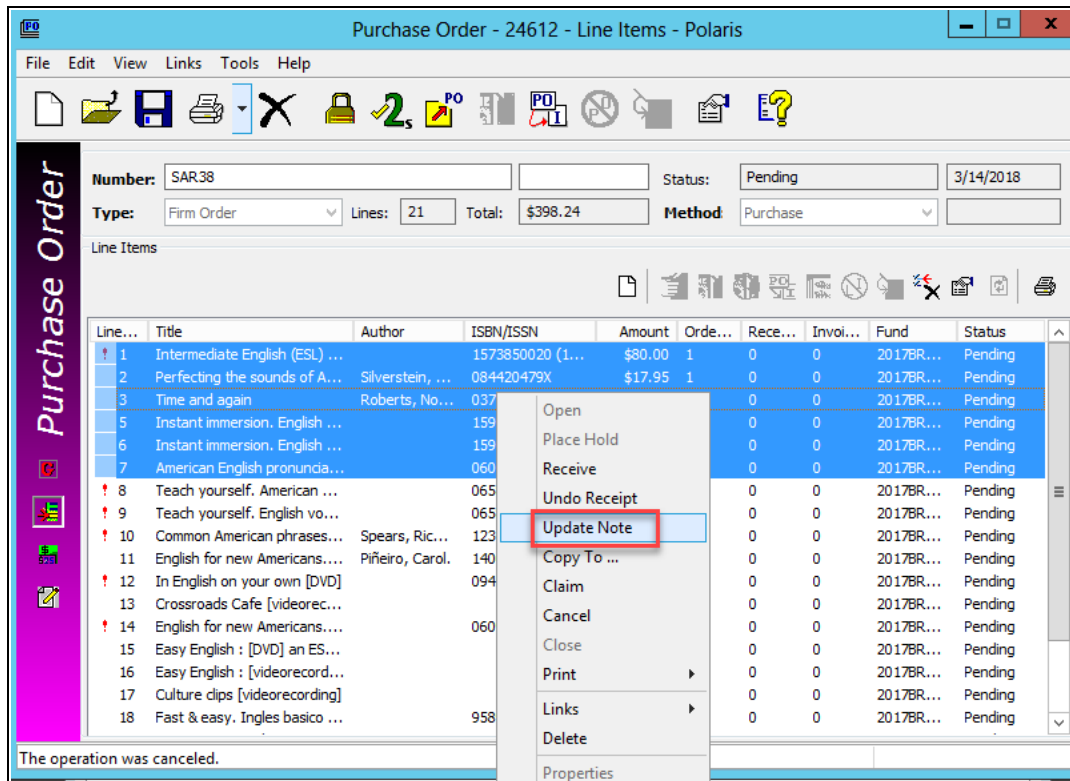 Purchase Order - 24612 - Line Items - Polaris
File Edit View Links Tools Help
Purchase Order
Number: SAR38 Status: Pending 3/14/2018
Type: Firm Order Lines: 21 Total: $398.24 Method: Purchase
Line Items
Line... Title Author ISBN/ISSN Amount Orde... Rece... Invoi... Fund Status
1 Intermediate English (ESL) ... 1573850020 (1... $80.00 1 0 0 2017BR... Pending
2 Perfecting the sounds of A... Silverstein, ... 084420479X $17.95 1 0 0 2017BR... Pending
3 Time and again Roberts, No... 037 0 0 2017BR... Pending
5 Instant immersion. English ... 159 0 0 2017BR... Pending
6 Instant immersion. English ... 159 0 0 2017BR... Pending
7 American English pronuncia... 060 0 0 2017BR... Pending
8 Teach yourself. American ... 065 0 0 2017BR... Pending
9 Teach yourself. English vo... 065 0 0 2017BR... Pending
10 Common American phrases... Spears, Ric... 123 0 0 2017BR... Pending
11 English for new Americans.... Piñeiro, Carol. 140 0 0 2017BR... Pending
12 In English on your own [DVD] 094 0 0 2017BR... Pending
13 Crossroads Cafe [videorec... 0 0 2017BR... Pending
14 English for new Americans.... 060 0 0 2017BR... Pending
15 Easy English : [DVD] an ES... 0 0 2017BR... Pending
16 Easy English : [videorecord... 0 0 2017BR... Pending
17 Culture clips [videorecording] 0 0 2017BR... Pending
18 Fast & easy. Ingles basico ... 958 0 0 2017BR... Pending
Open
Place Hold
Receive
Undo Receipt
Update Note
Copy To ...
Claim
Cancel
Close
Print
Links
Delete
Properties
The operation was canceled.